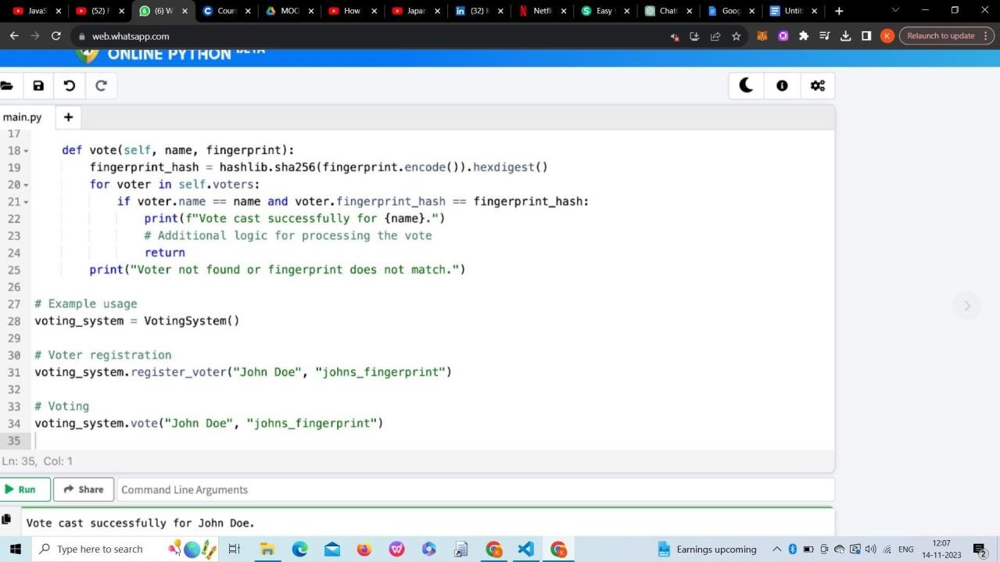 JavaS
(52) F
(6) W
Cours
MOO
How
Japan
(32) K
Netfli
Easy t
Chat
Goog
Untit
web.whatsapp.com
K
Relaunch to update
ONLINE PYTHON BETA
main.py
17
18 def vote(self, name, fingerprint):
19 fingerprint_hash = hashlib.sha256(fingerprint.encode()).hexdigest()
20 for voter in self.voters:
21 if voter.name == name and voter.fingerprint_hash == fingerprint_hash:
22 print(f"Vote cast successfully for {name}.")
23 # Additional logic for processing the vote
24 return
25 print("Voter not found or fingerprint does not match.")
26
27 # Example usage
28 voting_system = VotingSystem()
29
30 # Voter registration
31 voting_system.register_voter("John Doe", "johns_fingerprint")
32
33 # Voting
34 voting_system.vote("John Doe", "johns_fingerprint")
35
Ln: 35, Col: 1
Run Share Command Line Arguments
Vote cast successfully for John Doe.
Type here to search
Earnings upcoming
ENG
12:07
14-11-2023
2